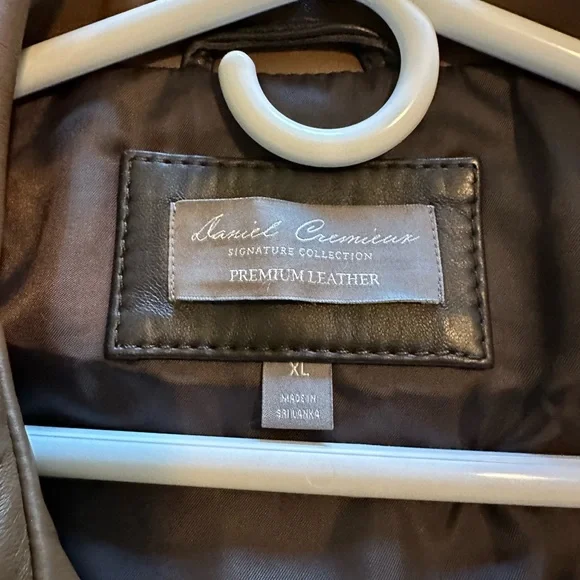 Daniel Cremieux
SIGNATURE COLLECTION
PREMIUM LEATHER
XL
MADE IN
SRI LANKA